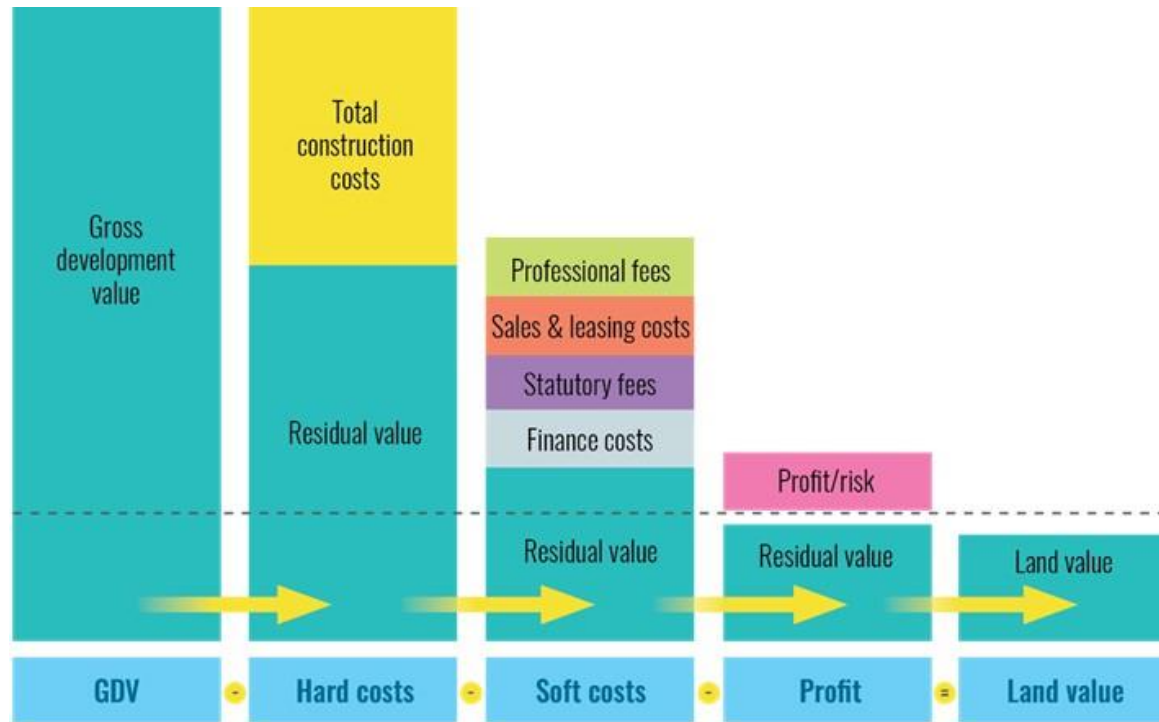 Gross
development
value
Total
construction
costs
Residual value
Professional fees
Sales & leasing costs
Statutory fees
Finance costs
Residual value
Profit/risk
Residual value
Land value
GDV - Hard costs - Soft costs - Profit = Land value